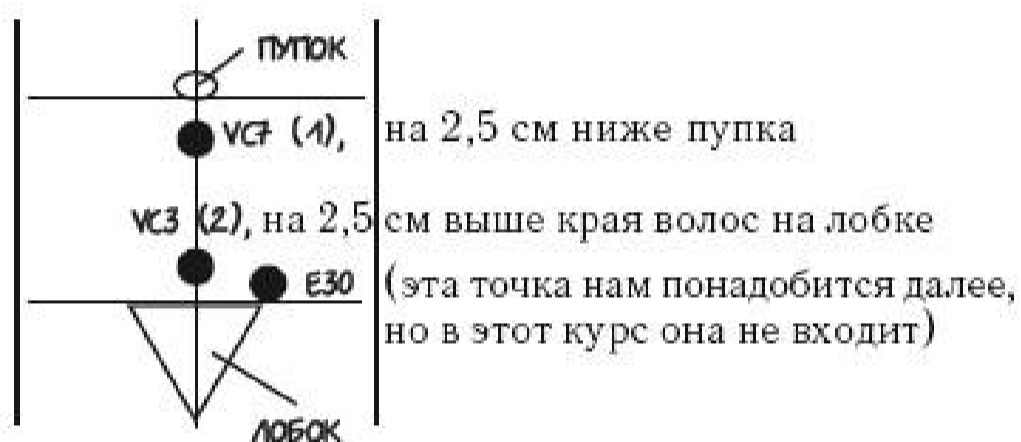 ПУПОК
VC7 (1), на 2,5 см ниже пупка
VC3 (2), на 2,5 см выше края волос на лобке
E30 (эта точка нам понадобится далее,
но в этот курс она не входит)
ЛОБОК